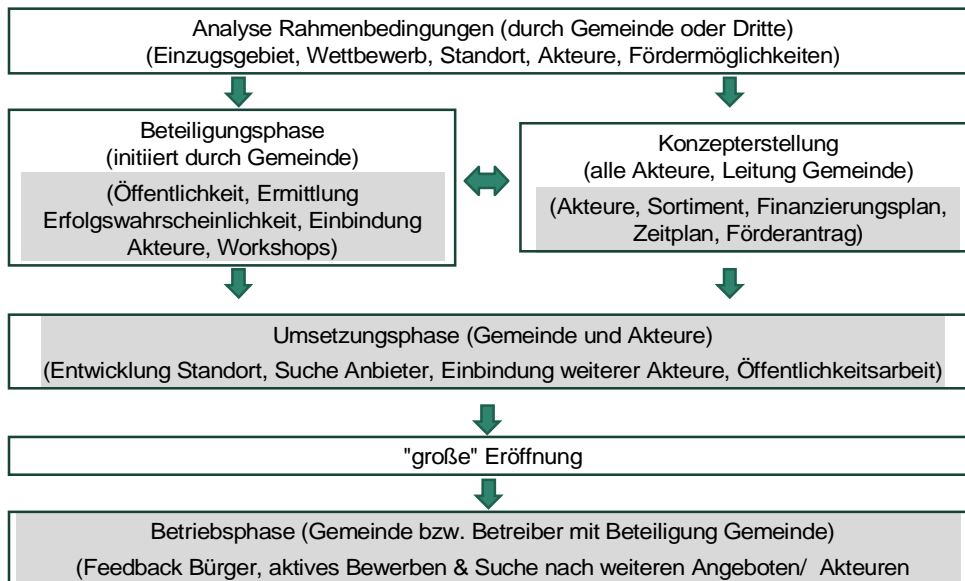 Analyse Rahmenbedingungen (durch Gemeinde oder Dritte)
(Einzugsgebiet, Wettbewerb, Standort, Akteure, Fördermöglichkeiten)
Beteiligungsphase
(initiiert durch Gemeinde)
(Öffentlichkeit, Ermittlung
Erfolgswahrscheinlichkeit, Einbindung
Akteure, Workshops)
Konzepterstellung
(alle Akteure, Leitung Gemeinde)
(Akteure, Sortiment, Finanzierungsplan,
Zeitplan, Förderantrag)
Umsetzungsphase (Gemeinde und Akteure)
(Entwicklung Standort, Suche Anbieter, Einbindung weiterer Akteure, Öffentlichkeitsarbeit)
"große" Eröffnung
Betriebsphase (Gemeinde bzw. Betreiber mit Beteiligung Gemeinde)
(Feedback Bürger, aktives Bewerben & Suche nach weiteren Angeboten/ Akteuren